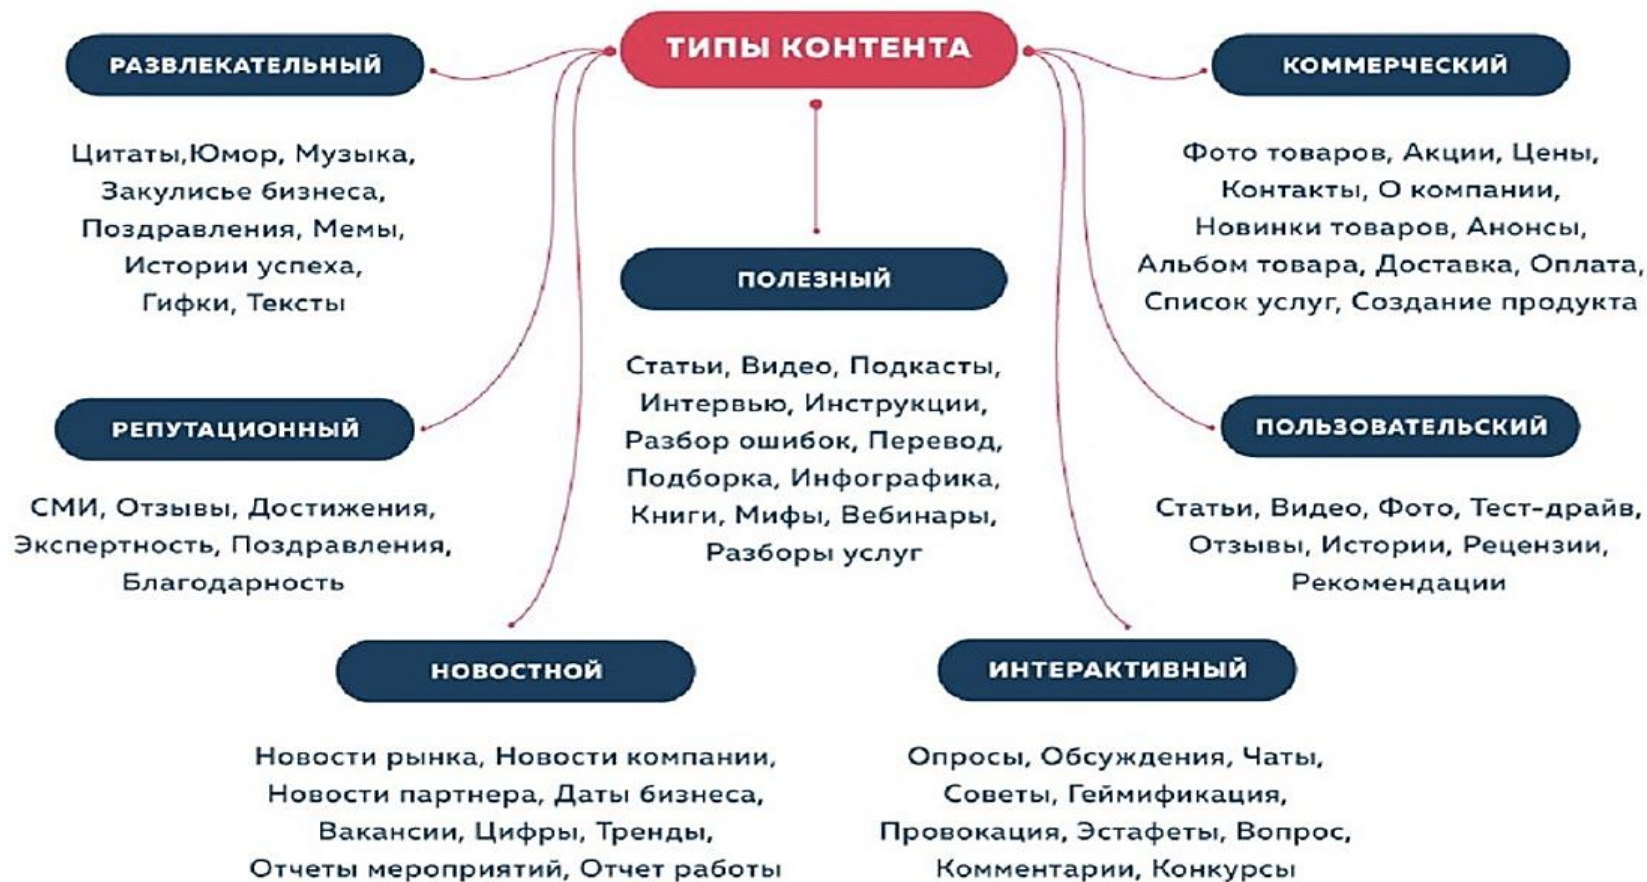 ТИПЫ КОНТЕНТА
РАЗВЛЕКАТЕЛЬНЫЙ
Цитаты,Юмор, Музыка,
Закулисье бизнеса,
Поздравления, Мемы,
Истории успеха,
Гифки, Тексты
КОММЕРЧЕСКИЙ
Фото товаров, Акции, Цены,
Контакты, О компании,
Новинки товаров, Анонсы,
Альбом товара, Доставка, Оплата,
Список услуг, Создание продукта
ПОЛЕЗНЫЙ
Статьи, Видео, Подкасты,
Интервью, Инструкции,
Разбор ошибок, Перевод,
Подборка, Инфографика,
Книги, Мифы, Вебинары,
Разборы услуг
РЕПУТАЦИОННЫЙ
СМИ, Отзывы, Достижения,
Экспертность, Поздравления,
Благодарность
ПОЛЬЗОВАТЕЛЬСКИЙ
Статьи, Видео, Фото, Тест-драйв,
Отзывы, Истории, Рецензии,
Рекомендации
НОВОСТНОЙ
Новости рынка, Новости компании,
Новости партнера, Даты бизнеса,
Вакансии, Цифры, Тренды,
Отчеты мероприятий, Отчет работы
ИНТЕРАКТИВНЫЙ
Опросы, Обсуждения, Чаты,
Советы, Геймификация,
Провокация, Эстафеты, Вопрос,
Комментарии, Конкурсы